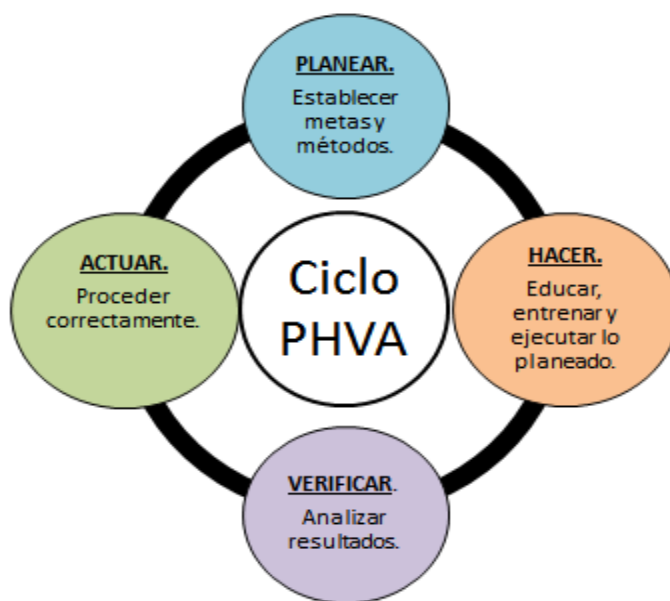 PLANEAR.
Establecer
metas y
métodos.
HACER.
Educar,
entrenar y
ejecutar lo
planeado.
VERIFICAR.
Analizar
resultados.
ACTUAR.
Proceder
correctamente.
Ciclo
PHVA